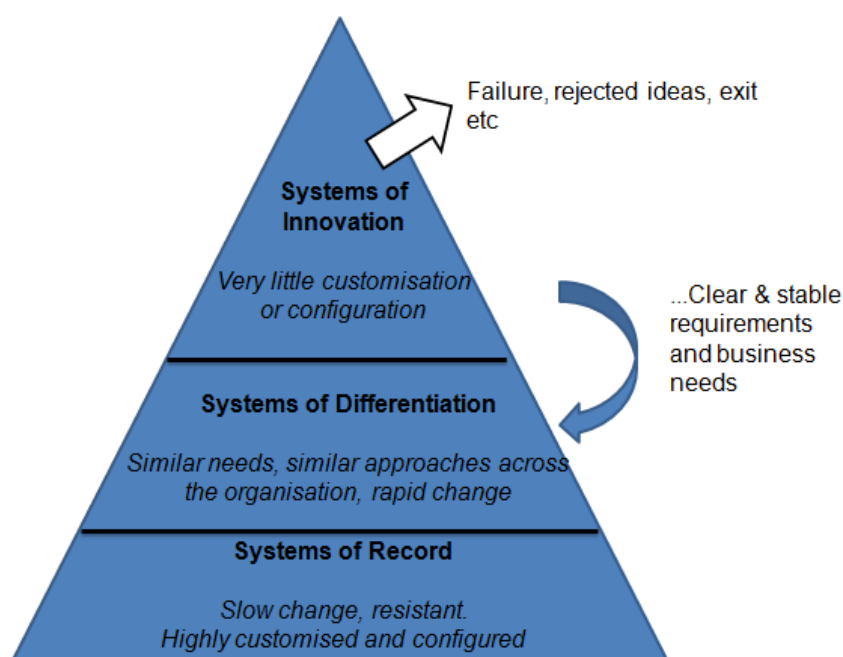 Failure, rejected ideas, exit
etc
Systems of
Innovation
Very little customisation
or configuration
...Clear & stable
requirements
and business
needs
Systems of Differentiation
Similar needs, similar approaches across
the organisation, rapid change
Systems of Record
Slow change, resistant.
Highly customised and configured